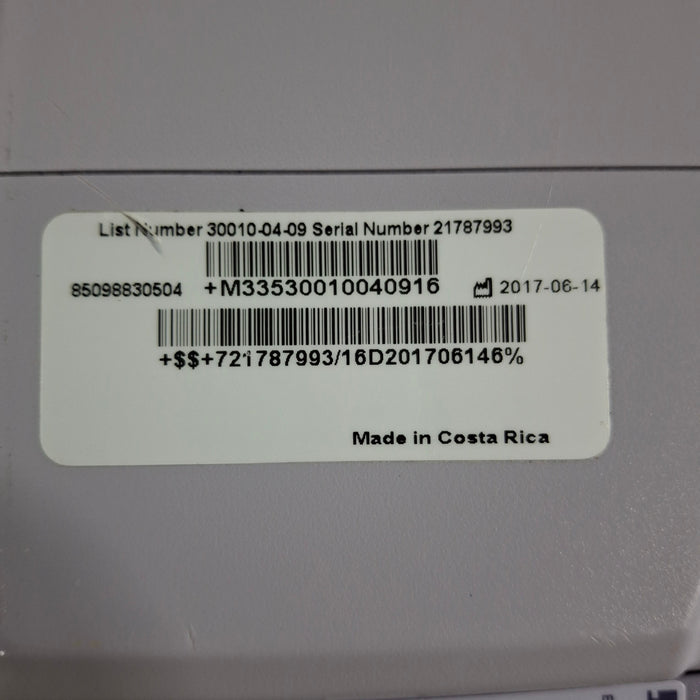 List Number 30010-04-09 Serial Number 21787993
85098830504 +M33530010040916 2017-06-14
+$$+721787993/16D201706146%
Made in Costa Rica